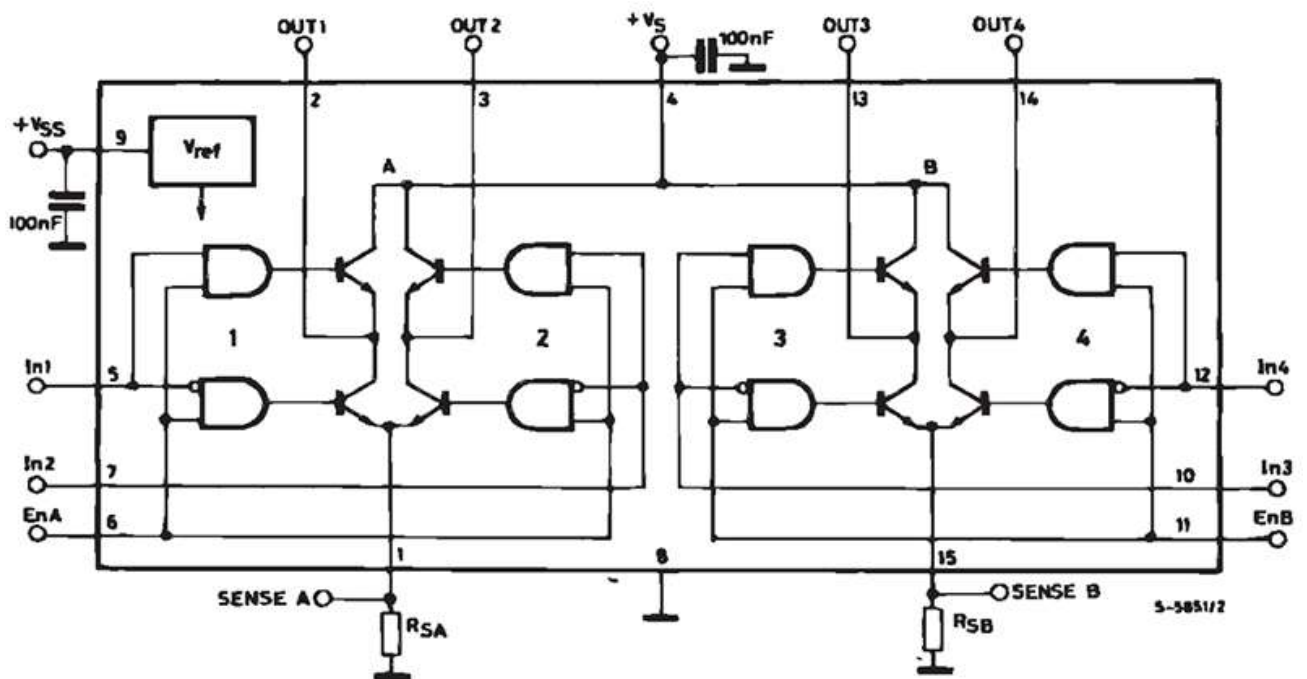 OUT1
OUT2
+VS
100nF
OUT3
OUT4
2
3
4
13
14
+VSS
9
Vref
100nF
A
B
1
2
3
4
In1
5
12
In4
In2
7
10
In3
EnA
6
11
EnB
1
8
15
SENSE A
RSA
SENSE B
RSB
S-5851/2